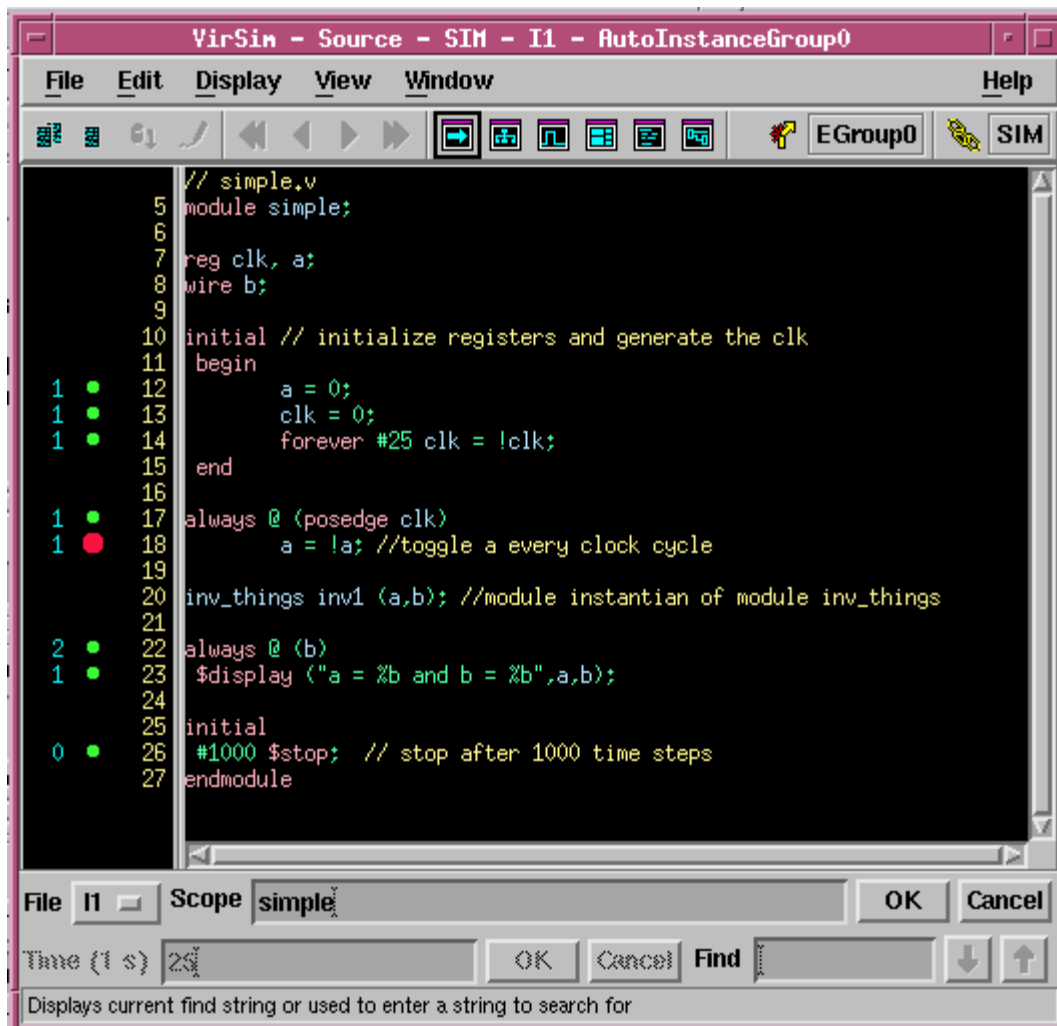 VirSim - Source - SIM - I1 - AutoInstanceGroup0
File Edit Display View Window Help
EGroup0 SIM
// simple.v
5 module simple;
6
7 reg clk, a;
8 wire b;
9
10 initial // initialize registers and generate the clk
11 begin
1 12 a = 0;
1 13 clk = 0;
1 14 forever #25 clk = !clk;
15 end
16
1 17 always @ (posedge clk)
1 18 a = !a; //toggle a every clock cycle
19
20 inv_things inv1 (a,b); //module instantian of module inv_things
21
2 22 always @ (b)
1 23 $display ("a = %b and b = %b",a,b);
24
25 initial
0 26 #1000 $stop; // stop after 1000 time steps
27 endmodule
File I1 Scope simple OK Cancel
Time (1 s) 25 OK Cancel Find
Displays current find string or used to enter a string to search for